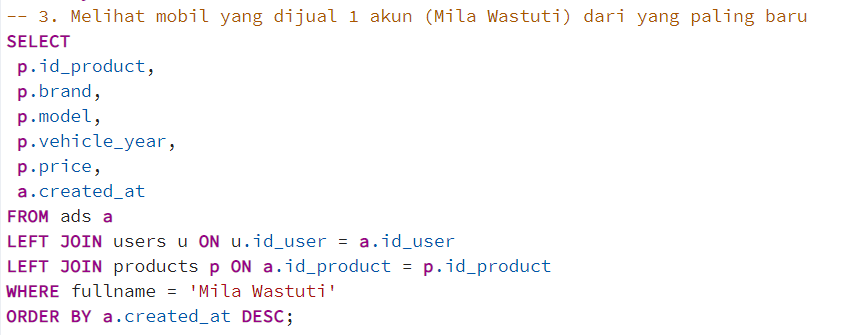 -- 3. Melihat mobil yang dijual 1 akun (Mila Wastuti) dari yang paling baru
SELECT
p.id_product,
p.brand,
p.model,
p.vehicle_year,
p.price,
a.created_at
FROM ads a
LEFT JOIN users u ON u.id_user = a.id_user
LEFT JOIN products p ON a.id_product = p.id_product
WHERE fullname = 'Mila Wastuti'
ORDER BY a.created_at DESC;